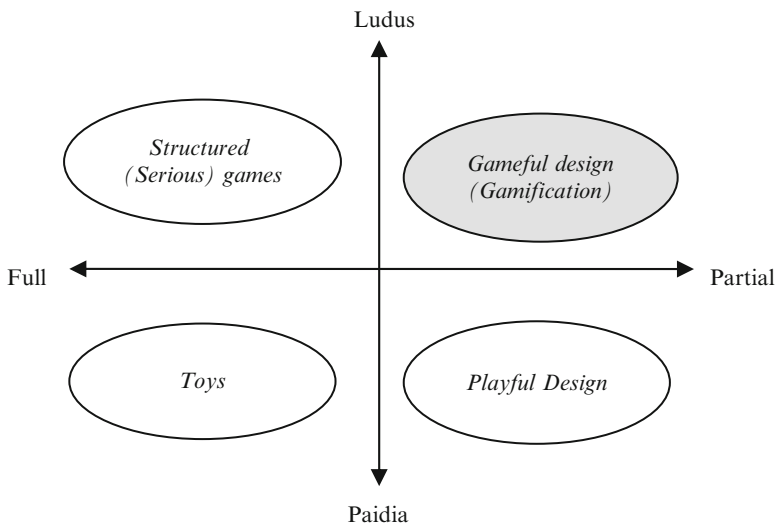 Ludus
Structured
(Serious) games
Gameful design
(Gamification)
Full
Partial
Toys
Playful Design
Paidia